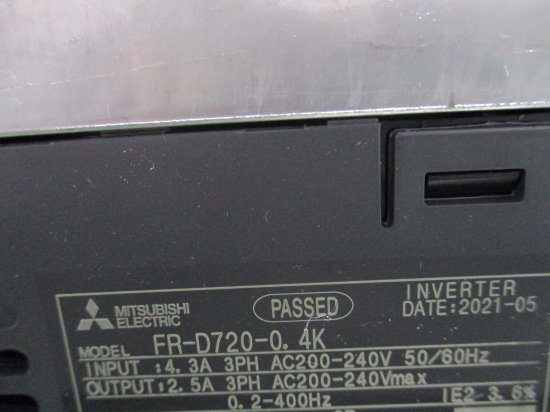 MITSUBISHI ELECTRIC PASSED INVERTER DATE:2021-05
MODEL FR-D720-0.4K
INPUT :4.3A 3PH AC200-240V 50/60Hz
OUTPUT:2.5A 3PH AC200-240Vmax
0.2-400Hz IE2-3.6%